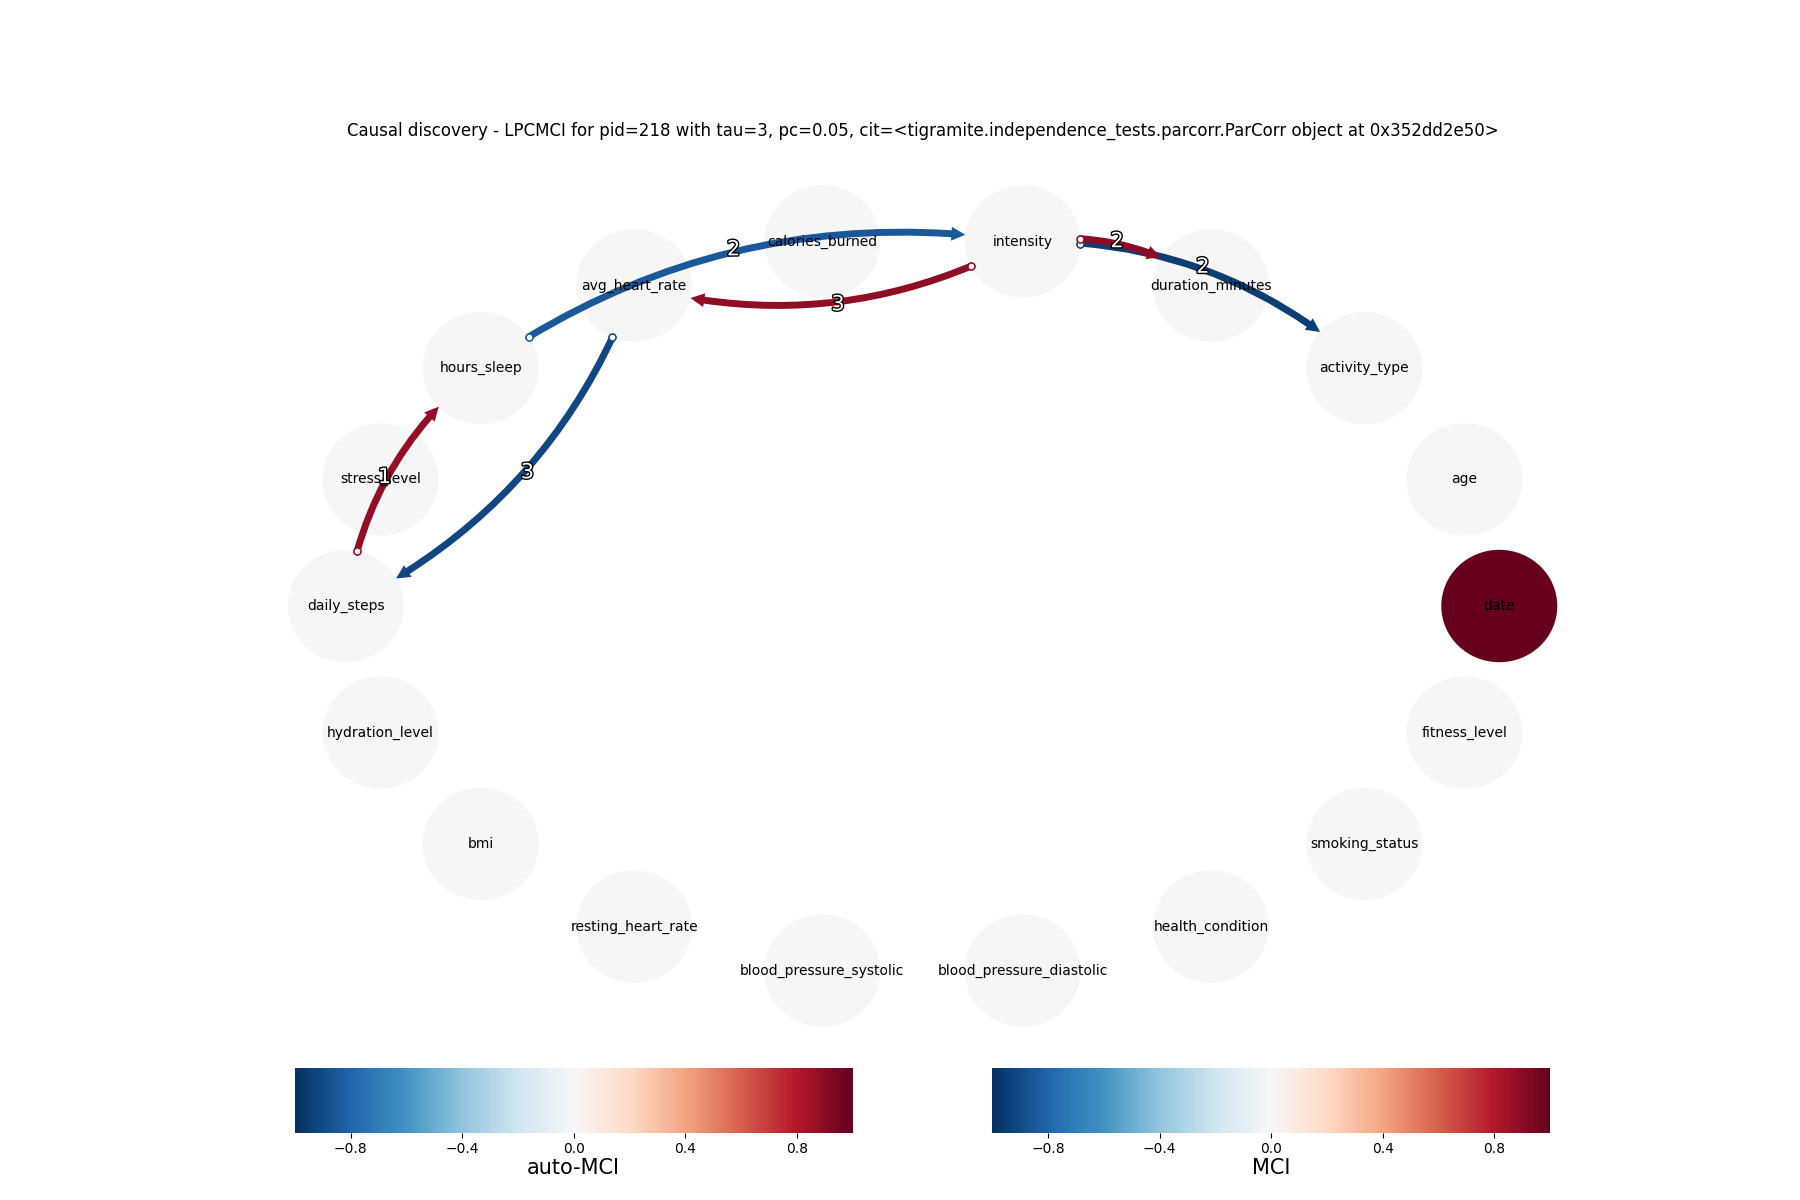 Causal discovery - LPCMCI for pid=218 with tau=3, pc=0.05, cit=<tigramite.independence_tests.parcorr.ParCorr object at 0x352dd2e50>
calories_burned
intensity
2
2
2
avg_heart_rate
3
duration_minutes
hours_sleep
activity_type
stress_level
1
3
age
daily_steps
date
hydration_level
fitness_level
bmi
smoking_status
resting_heart_rate
health_condition
blood_pressure_systolic
blood_pressure_diastolic
−0.8 −0.4 0.0 0.4 0.8
auto-MCI
−0.8 −0.4 0.0 0.4 0.8
MCI